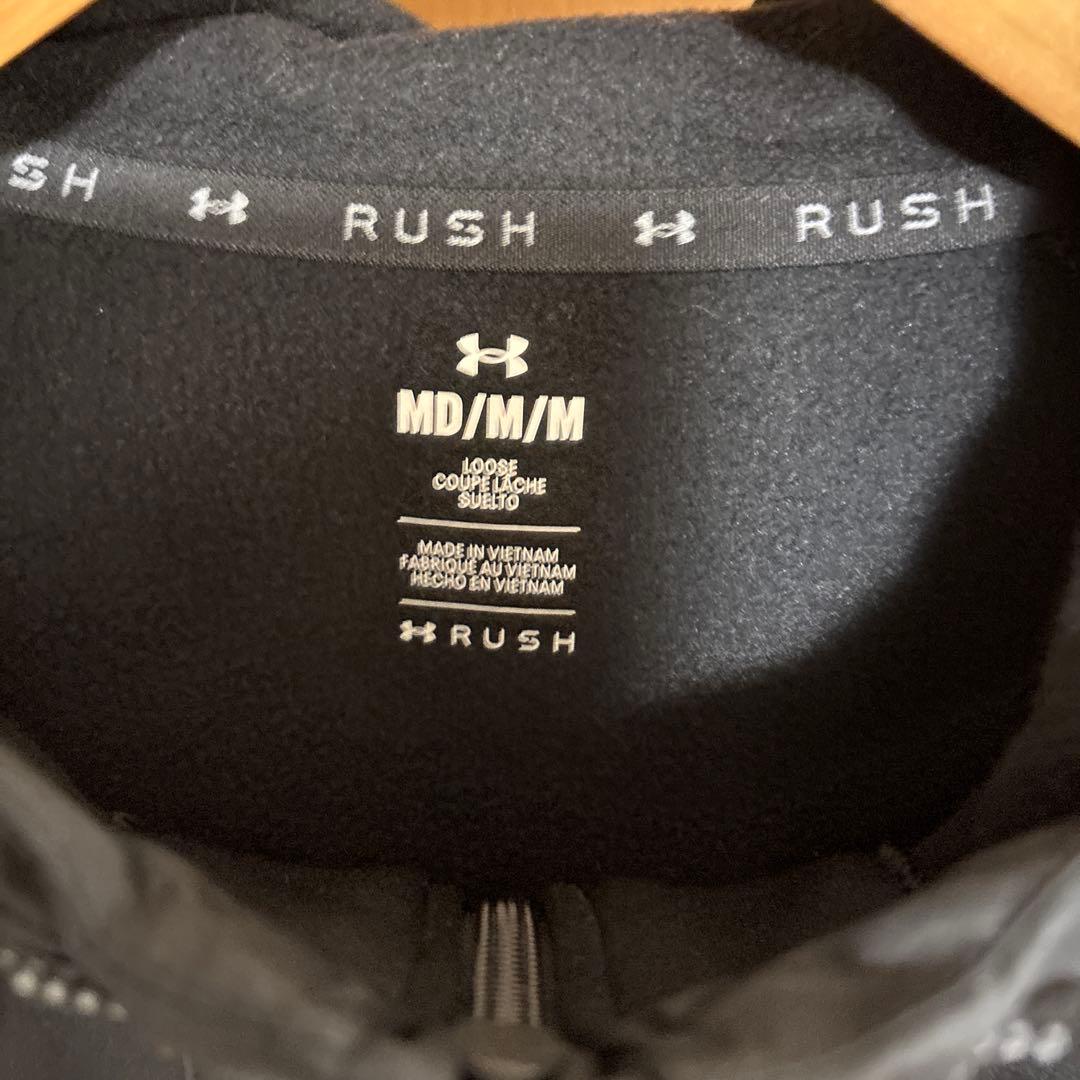 SH RUSH RUSH
MD/M/M
LOOSE
COUPE LÂCHE
SUELTO
MADE IN VIETNAM
FABRIQUÉ AU VIETNAM
HECHO EN VIETNAM
RUSH